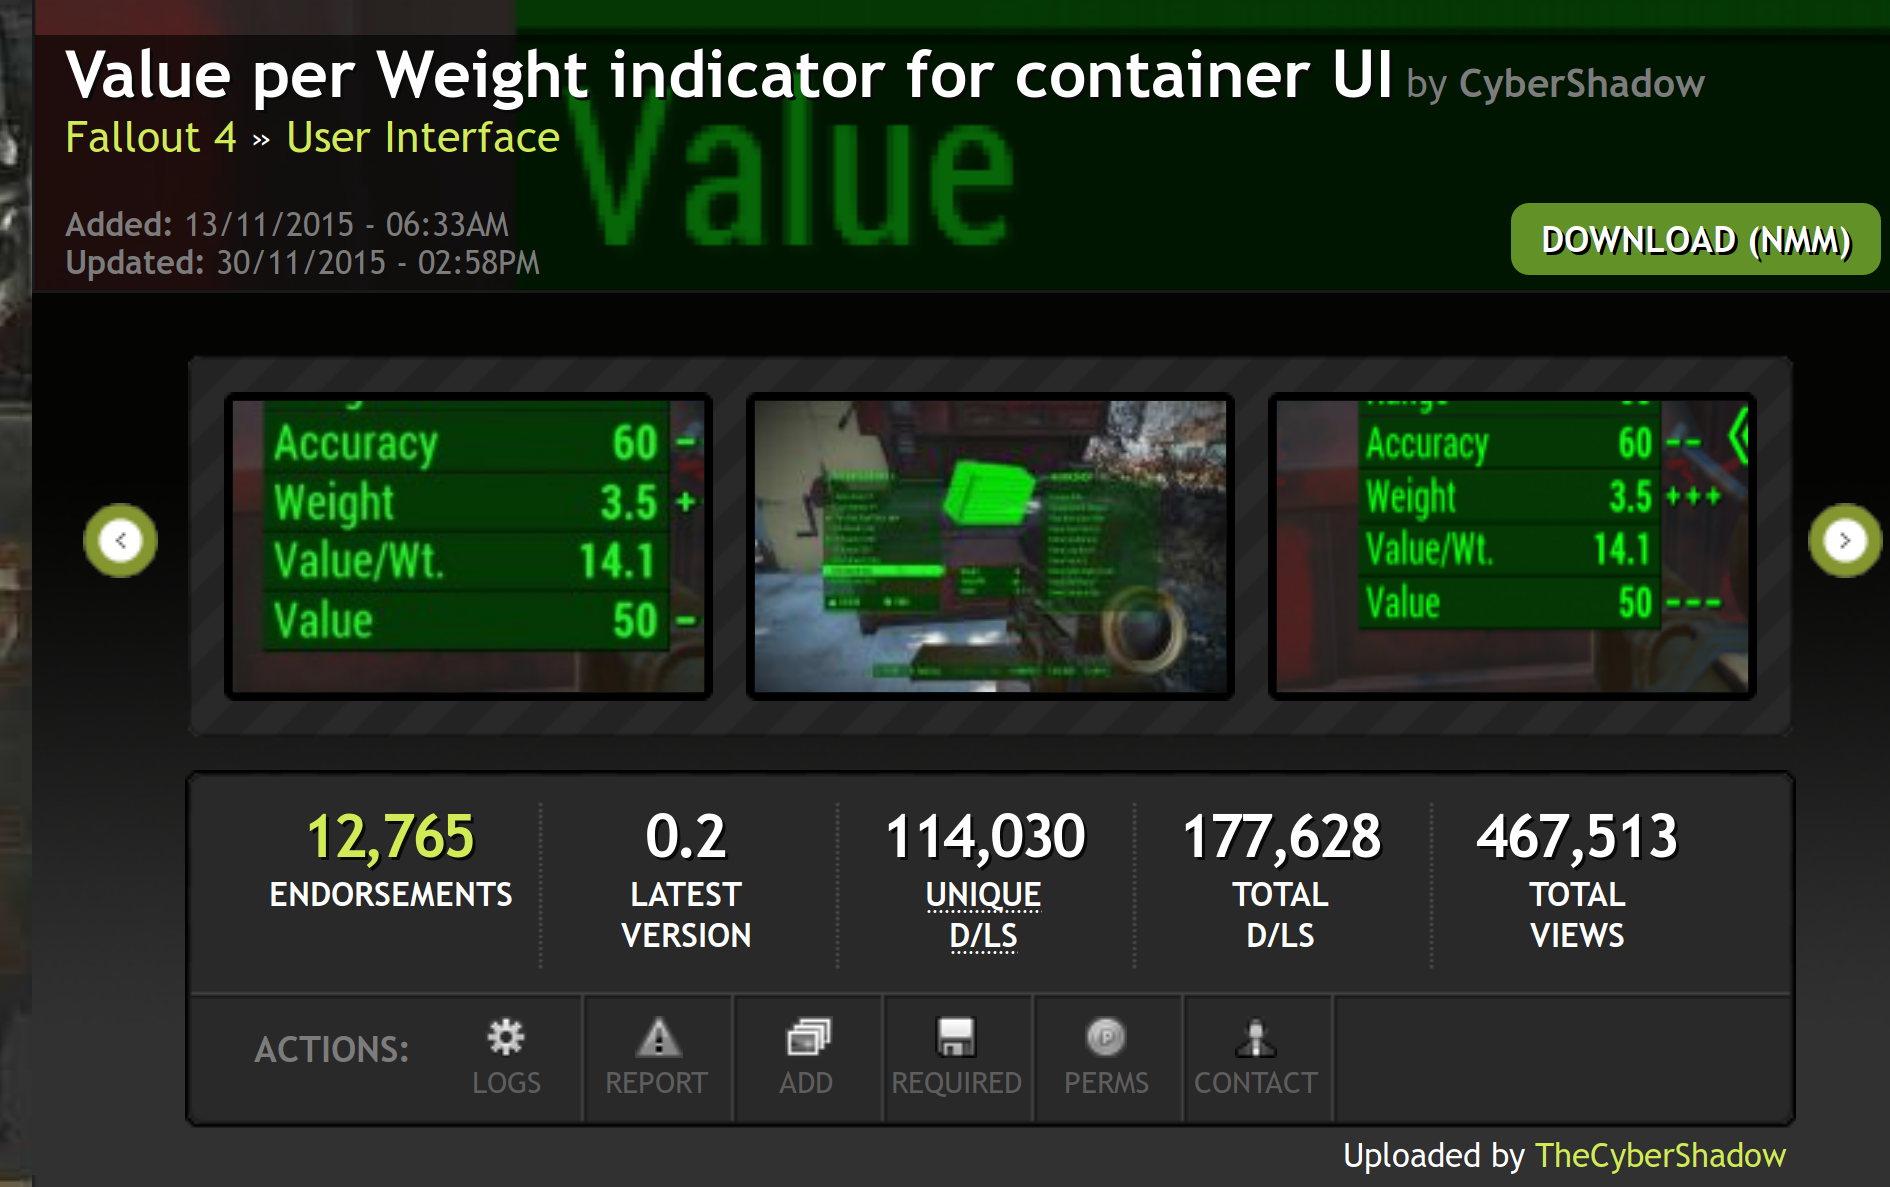 Value per Weight indicator for container UI by CyberShadow
Fallout 4 » User Interface
Value
Added: 13/11/2015 - 06:33AM
Updated: 30/11/2015 - 02:58PM
DOWNLOAD (NMM)
Accuracy 60 -
Weight 3.5 +
Value/Wt. 14.1
Value 50 -
Accuracy 60 --
Weight 3.5 +++
Value/Wt. 14.1
Value 50 ---
12,765
ENDORSEMENTS
0.2
LATEST
VERSION
114,030
UNIQUE
D/LS
177,628
TOTAL
D/LS
467,513
TOTAL
VIEWS
ACTIONS:
LOGS
REPORT
ADD
REQUIRED
PERMS
CONTACT
Uploaded by TheCyberShadow